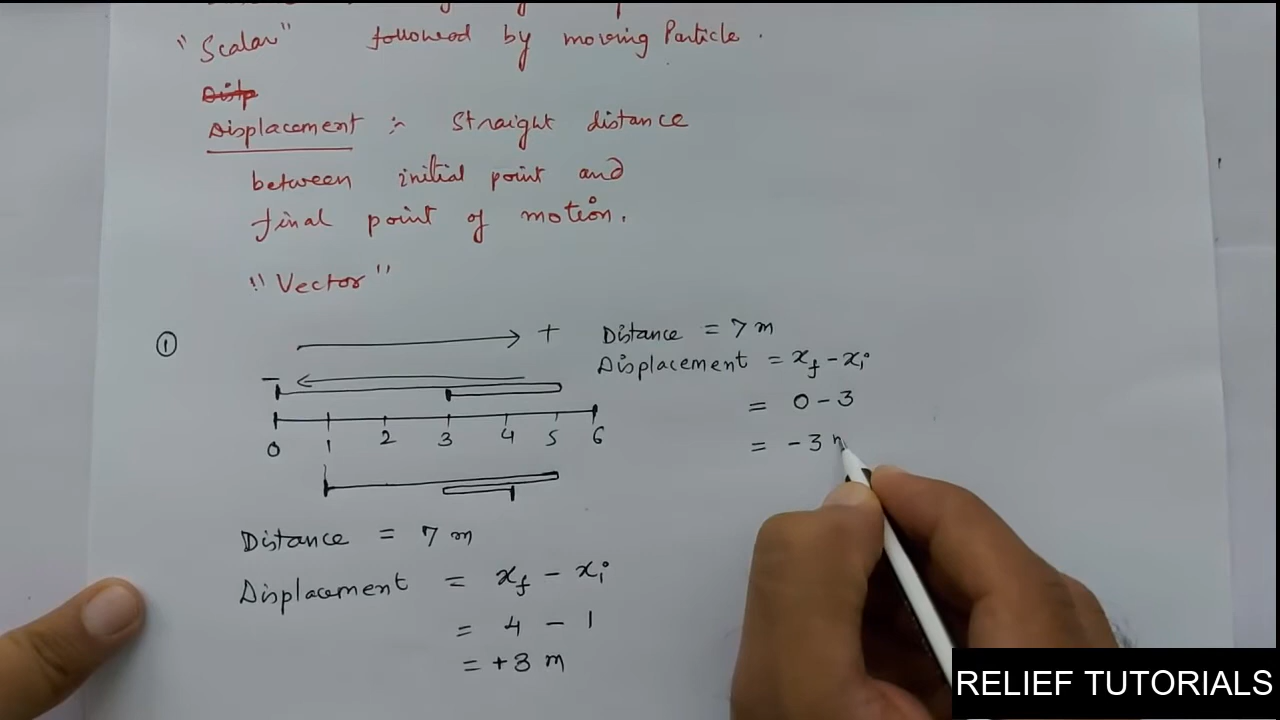 "Scalar" followed by moving Particle.
Disp
Displacement :- Straight distance
between initial point and
final point of motion.
"Vector"
①
+
Distance = 7 m
Displacement = xf - xi
= 0 - 3
= -3 m
-
0 1 2 3 4 5 6
Distance = 7 m
Displacement = xf - xi
= 4 - 1
= +3 m
RELIEF TUTORIALS